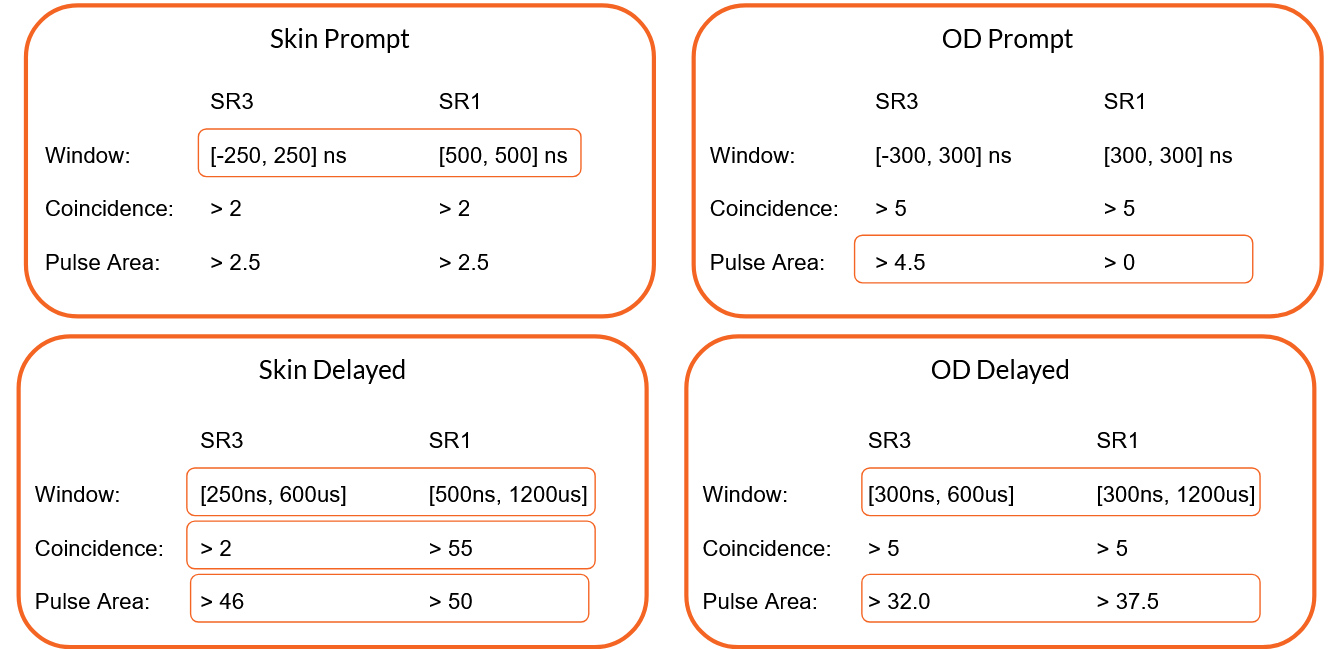 Skin Prompt
SR3 SR1
Window: [-250, 250] ns [500, 500] ns
Coincidence: > 2 > 2
Pulse Area: > 2.5 > 2.5
OD Prompt
SR3 SR1
Window: [-300, 300] ns [300, 300] ns
Coincidence: > 5 > 5
Pulse Area: > 4.5 > 0
Skin Delayed
SR3 SR1
Window: [250ns, 600us] [500ns, 1200us]
Coincidence: > 2 > 55
Pulse Area: > 46 > 50
OD Delayed
SR3 SR1
Window: [300ns, 600us] [300ns, 1200us]
Coincidence: > 5 > 5
Pulse Area: > 32.0 > 37.5